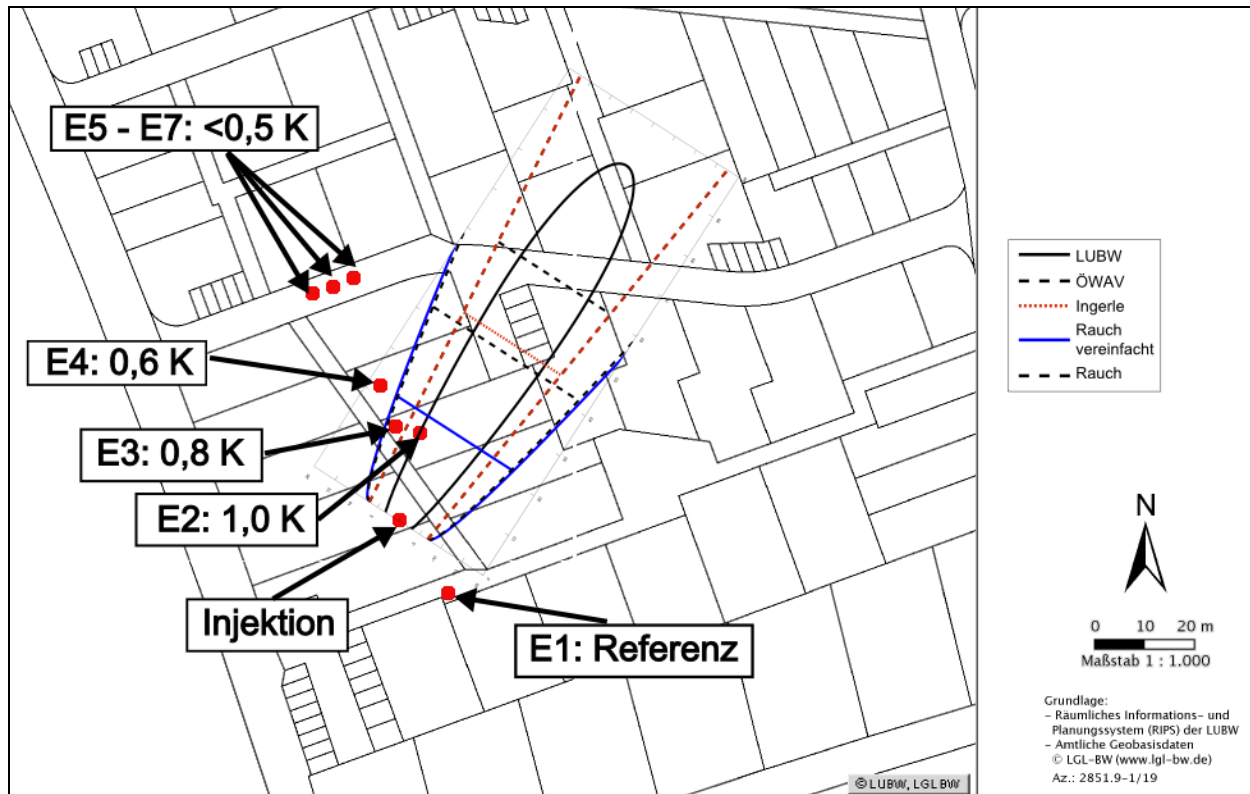 E5 - E7: <0,5 K
E4: 0,6 K
E3: 0,8 K
E2: 1,0 K
Injektion
E1: Referenz
LUBW
ÖWAV
Ingerle
Rauch
vereinfacht
Rauch
N
0 10 20 m
Maßstab 1 : 1.000
Grundlage:
- Räumliches Informations- und
Planungssystem (RIPS) der LUBW
- Amtliche Geobasisdaten
© LGL-BW (www.lgl-bw.de)
Az.: 2851.9-1/19
© LUBW, LGL BW